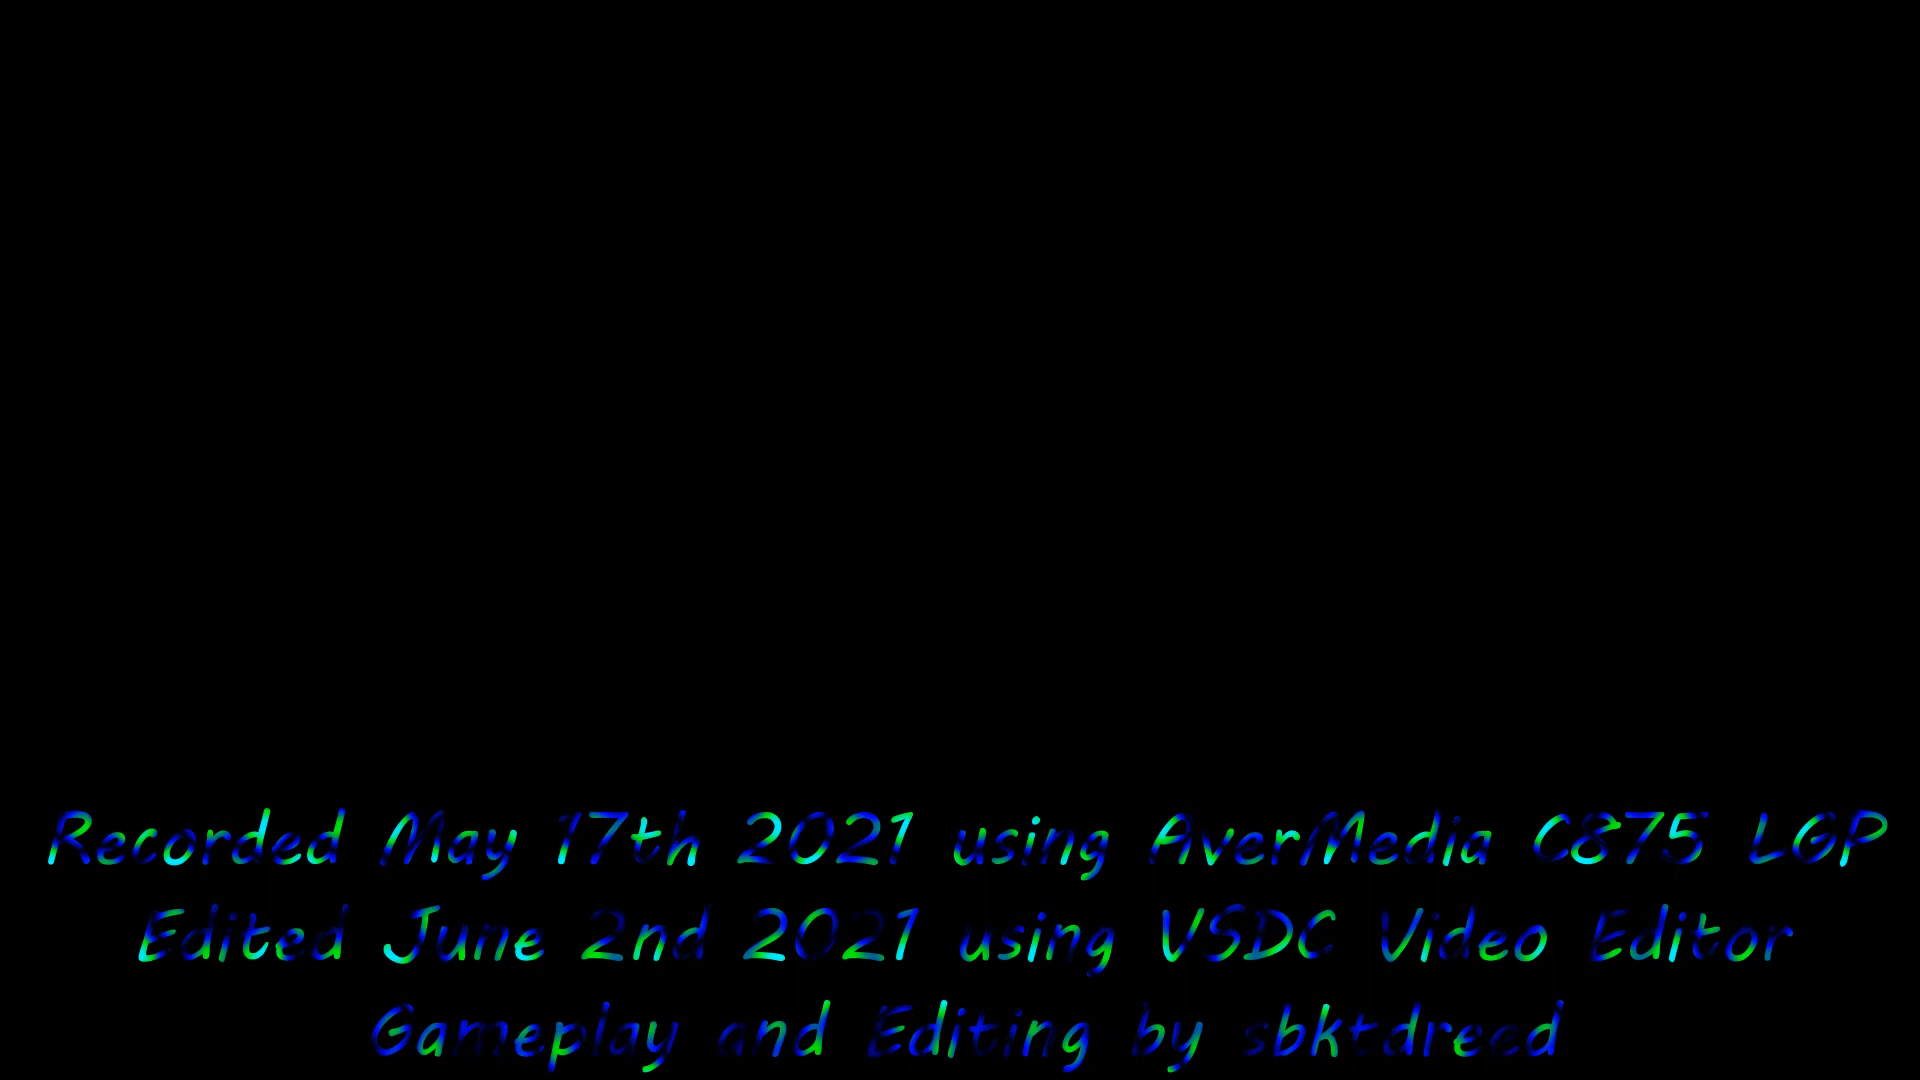 Recorded May 17th 2021 using AverMedia C875 LGP
Edited June 2nd 2021 using VSDC Video Editor
Gameplay and Editing by sbktdreed